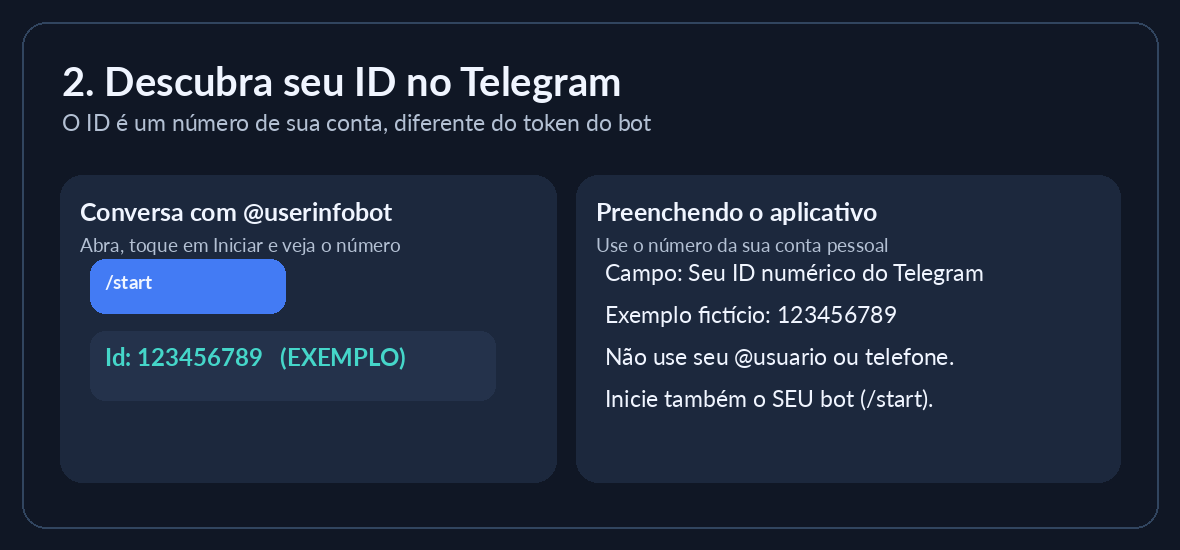 2. Descubra seu ID no Telegram
O ID é um número de sua conta, diferente do token do bot
Conversa com @userinfobot
Abra, toque em Iniciar e veja o número
/start
Id: 123456789 (EXEMPLO)
Preenchendo o aplicativo
Use o número da sua conta pessoal
Campo: Seu ID numérico do Telegram
Exemplo fictício: 123456789
Não use seu @usuario ou telefone.
Inicie também o SEU bot (/start).